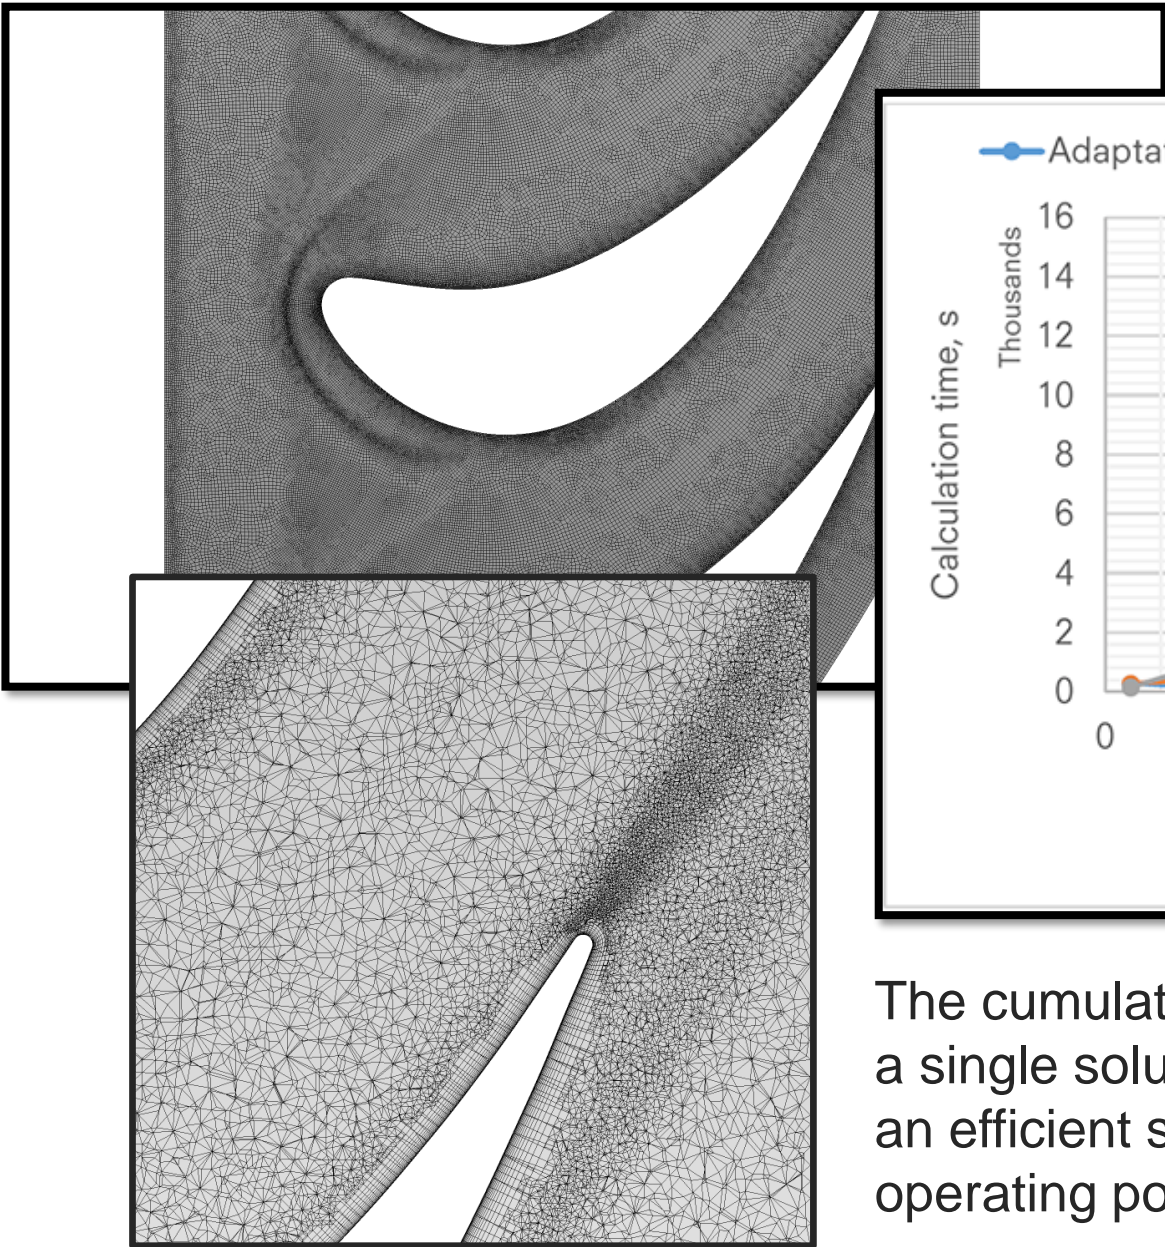 Adaptat
Thousands
Calculation time, s
16
14
12
10
8
6
4
2
0
0
The cumulat
a single solu
an efficient s
operating po